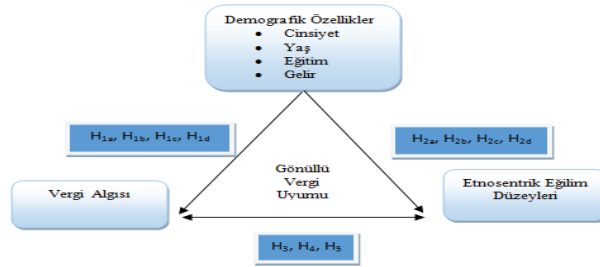 Demografik Özellikler
• Cinsiyet
• Yaş
• Eğitim
• Gelir
H₁ₐ, H₁b, H₁c, H₁d
H₂ₐ, H₂b, H₂c, H₂d
Gönüllü
Vergi
Uyumu
Vergi Algısı
Etnosentrik Eğilim
Düzeyleri
H₃, H₄, H₅